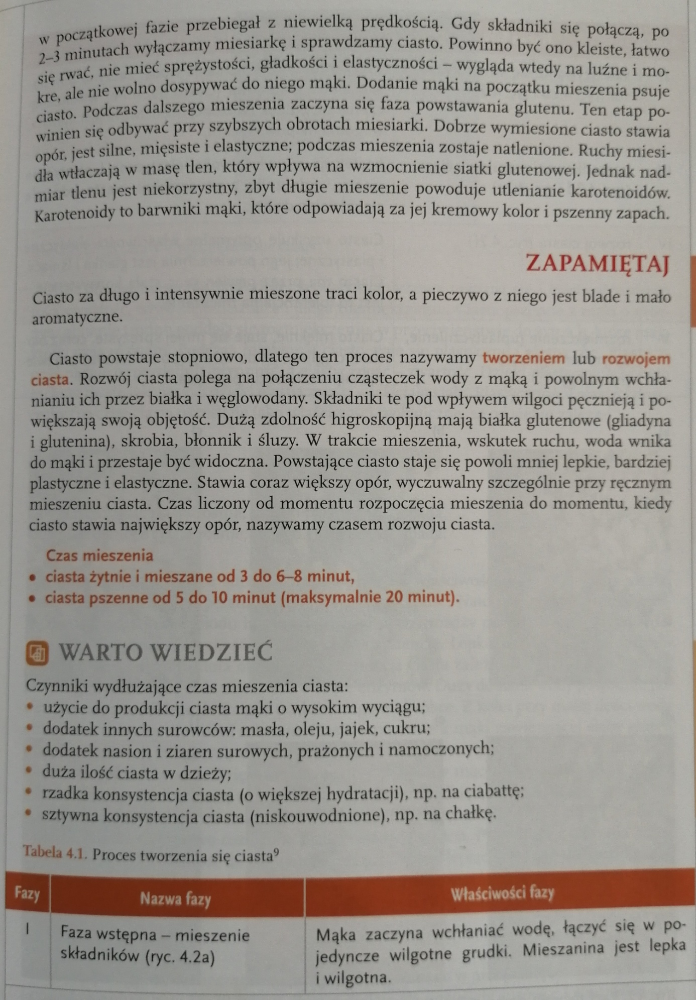 w początkowej fazie przebiegał z niewielką prędkością. Gdy składniki się połączą, po
2–3 minutach wyłączamy miesiarkę i sprawdzamy ciasto. Powinno być ono kleiste, łatwo
się rwać, nie mieć sprężystości, gładkości i elastyczności – wygląda wtedy na luźne i mo-
kre, ale nie wolno dosypywać do niego mąki. Dodanie mąki na początku mieszenia psuje
ciasto. Podczas dalszego mieszenia zaczyna się faza powstawania glutenu. Ten etap po-
winien się odbywać przy szybszych obrotach miesiarki. Dobrze wymiesione ciasto stawia
opór, jest silne, mięsiste i elastyczne; podczas mieszenia zostaje natlenione. Ruchy miesi-
dła wtłaczają w masę tlen, który wpływa na wzmocnienie siatki glutenowej. Jednak nad-
miar tlenu jest niekorzystny, zbyt długie mieszenie powoduje utlenianie karotenoidów.
Karotenoidy to barwniki mąki, które odpowiadają za jej kremowy kolor i pszenny zapach.
ZAPAMIĘTAJ
Ciasto za długo i intensywnie mieszone traci kolor, a pieczywo z niego jest blade i mało
aromatyczne.
Ciasto powstaje stopniowo, dlatego ten proces nazywamy tworzeniem lub rozwojem
ciasta. Rozwój ciasta polega na połączeniu cząsteczek wody z mąką i powolnym wchła-
nianiu ich przez białka i węglowodany. Składniki te pod wpływem wilgoci pęcznieją i po-
większają swoją objętość. Dużą zdolność higroskopijną mają białka glutenowe (gliadyna
i glutenina), skrobia, błonnik i śluzy. W trakcie mieszenia, wskutek ruchu, woda wnika
do mąki i przestaje być widoczna. Powstające ciasto staje się powoli mniej lepkie, bardziej
plastyczne i elastyczne. Stawia coraz większy opór, wyczuwalny szczególnie przy ręcznym
mieszeniu ciasta. Czas liczony od momentu rozpoczęcia mieszenia do momentu, kiedy
ciasto stawia największy opór, nazywamy czasem rozwoju ciasta.
Czas mieszenia
• ciasta żytnie i mieszane od 3 do 6–8 minut,
• ciasta pszenne od 5 do 10 minut (maksymalnie 20 minut).
WARTO WIEDZIEĆ
Czynniki wydłużające czas mieszenia ciasta:
• użycie do produkcji ciasta mąki o wysokim wyciągu;
• dodatek innych surowców: masła, oleju, jajek, cukru;
• dodatek nasion i ziaren surowych, prażonych i namoczonych;
• duża ilość ciasta w dzieży;
• rzadka konsystencja ciasta (o większej hydratacji), np. na ciabattę;
• sztywna konsystencja ciasta (niskouwodnione), np. na chałkę.
Tabela 4.1. Proces tworzenia się ciasta⁹
Fazy Nazwa fazy Właściwości fazy
I Faza wstępna – mieszenie
składników (ryc. 4.2a)
Mąka zaczyna wchłaniać wodę, łączyć się w po-
jedyncze wilgotne grudki. Mieszanina jest lepka
i wilgotna.